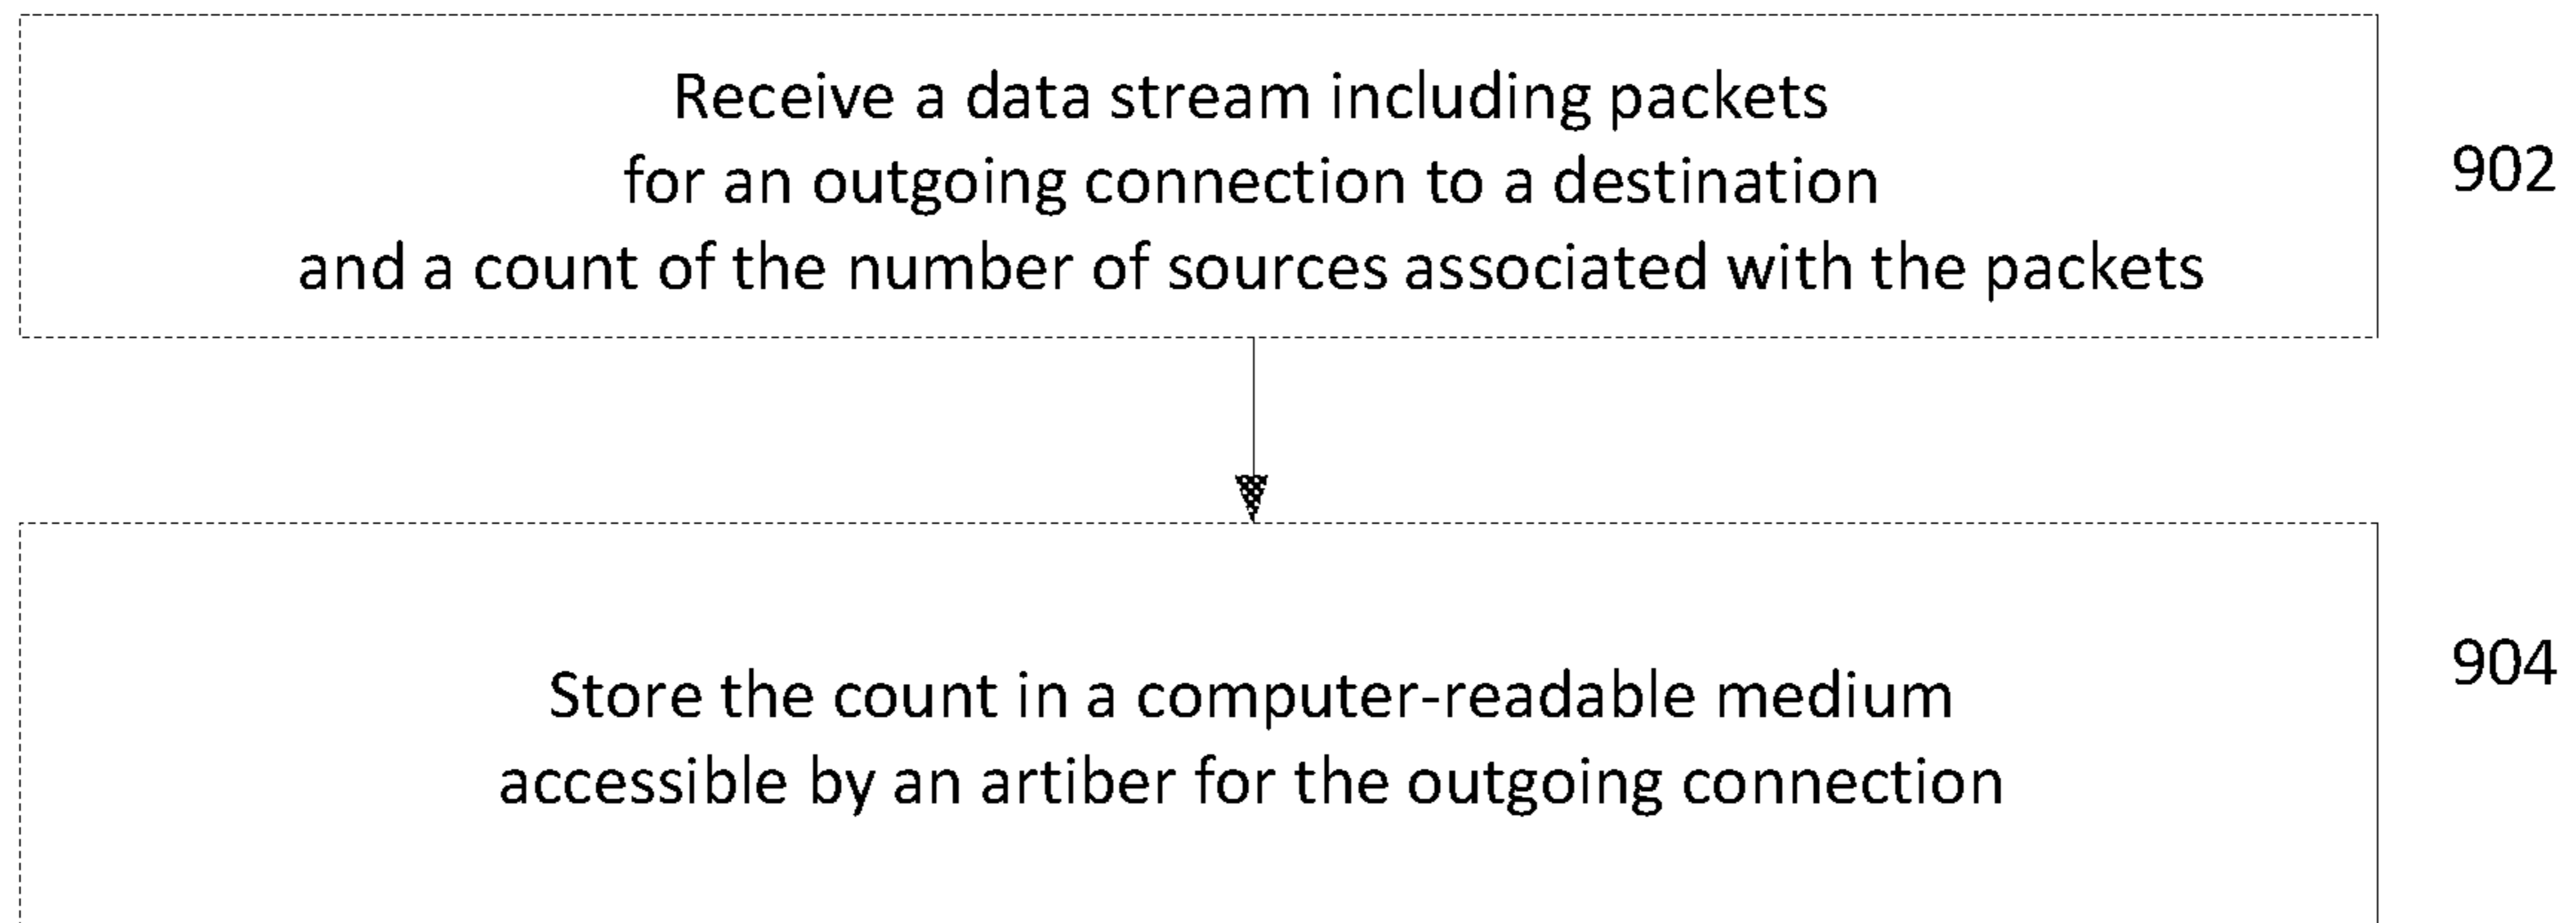 Receive a data stream including packets
for an outgoing connection to a destination
and a count of the number of sources associated with the packets
902
Store the count in a computer-readable medium
accessible by an artiber for the outgoing connection
904